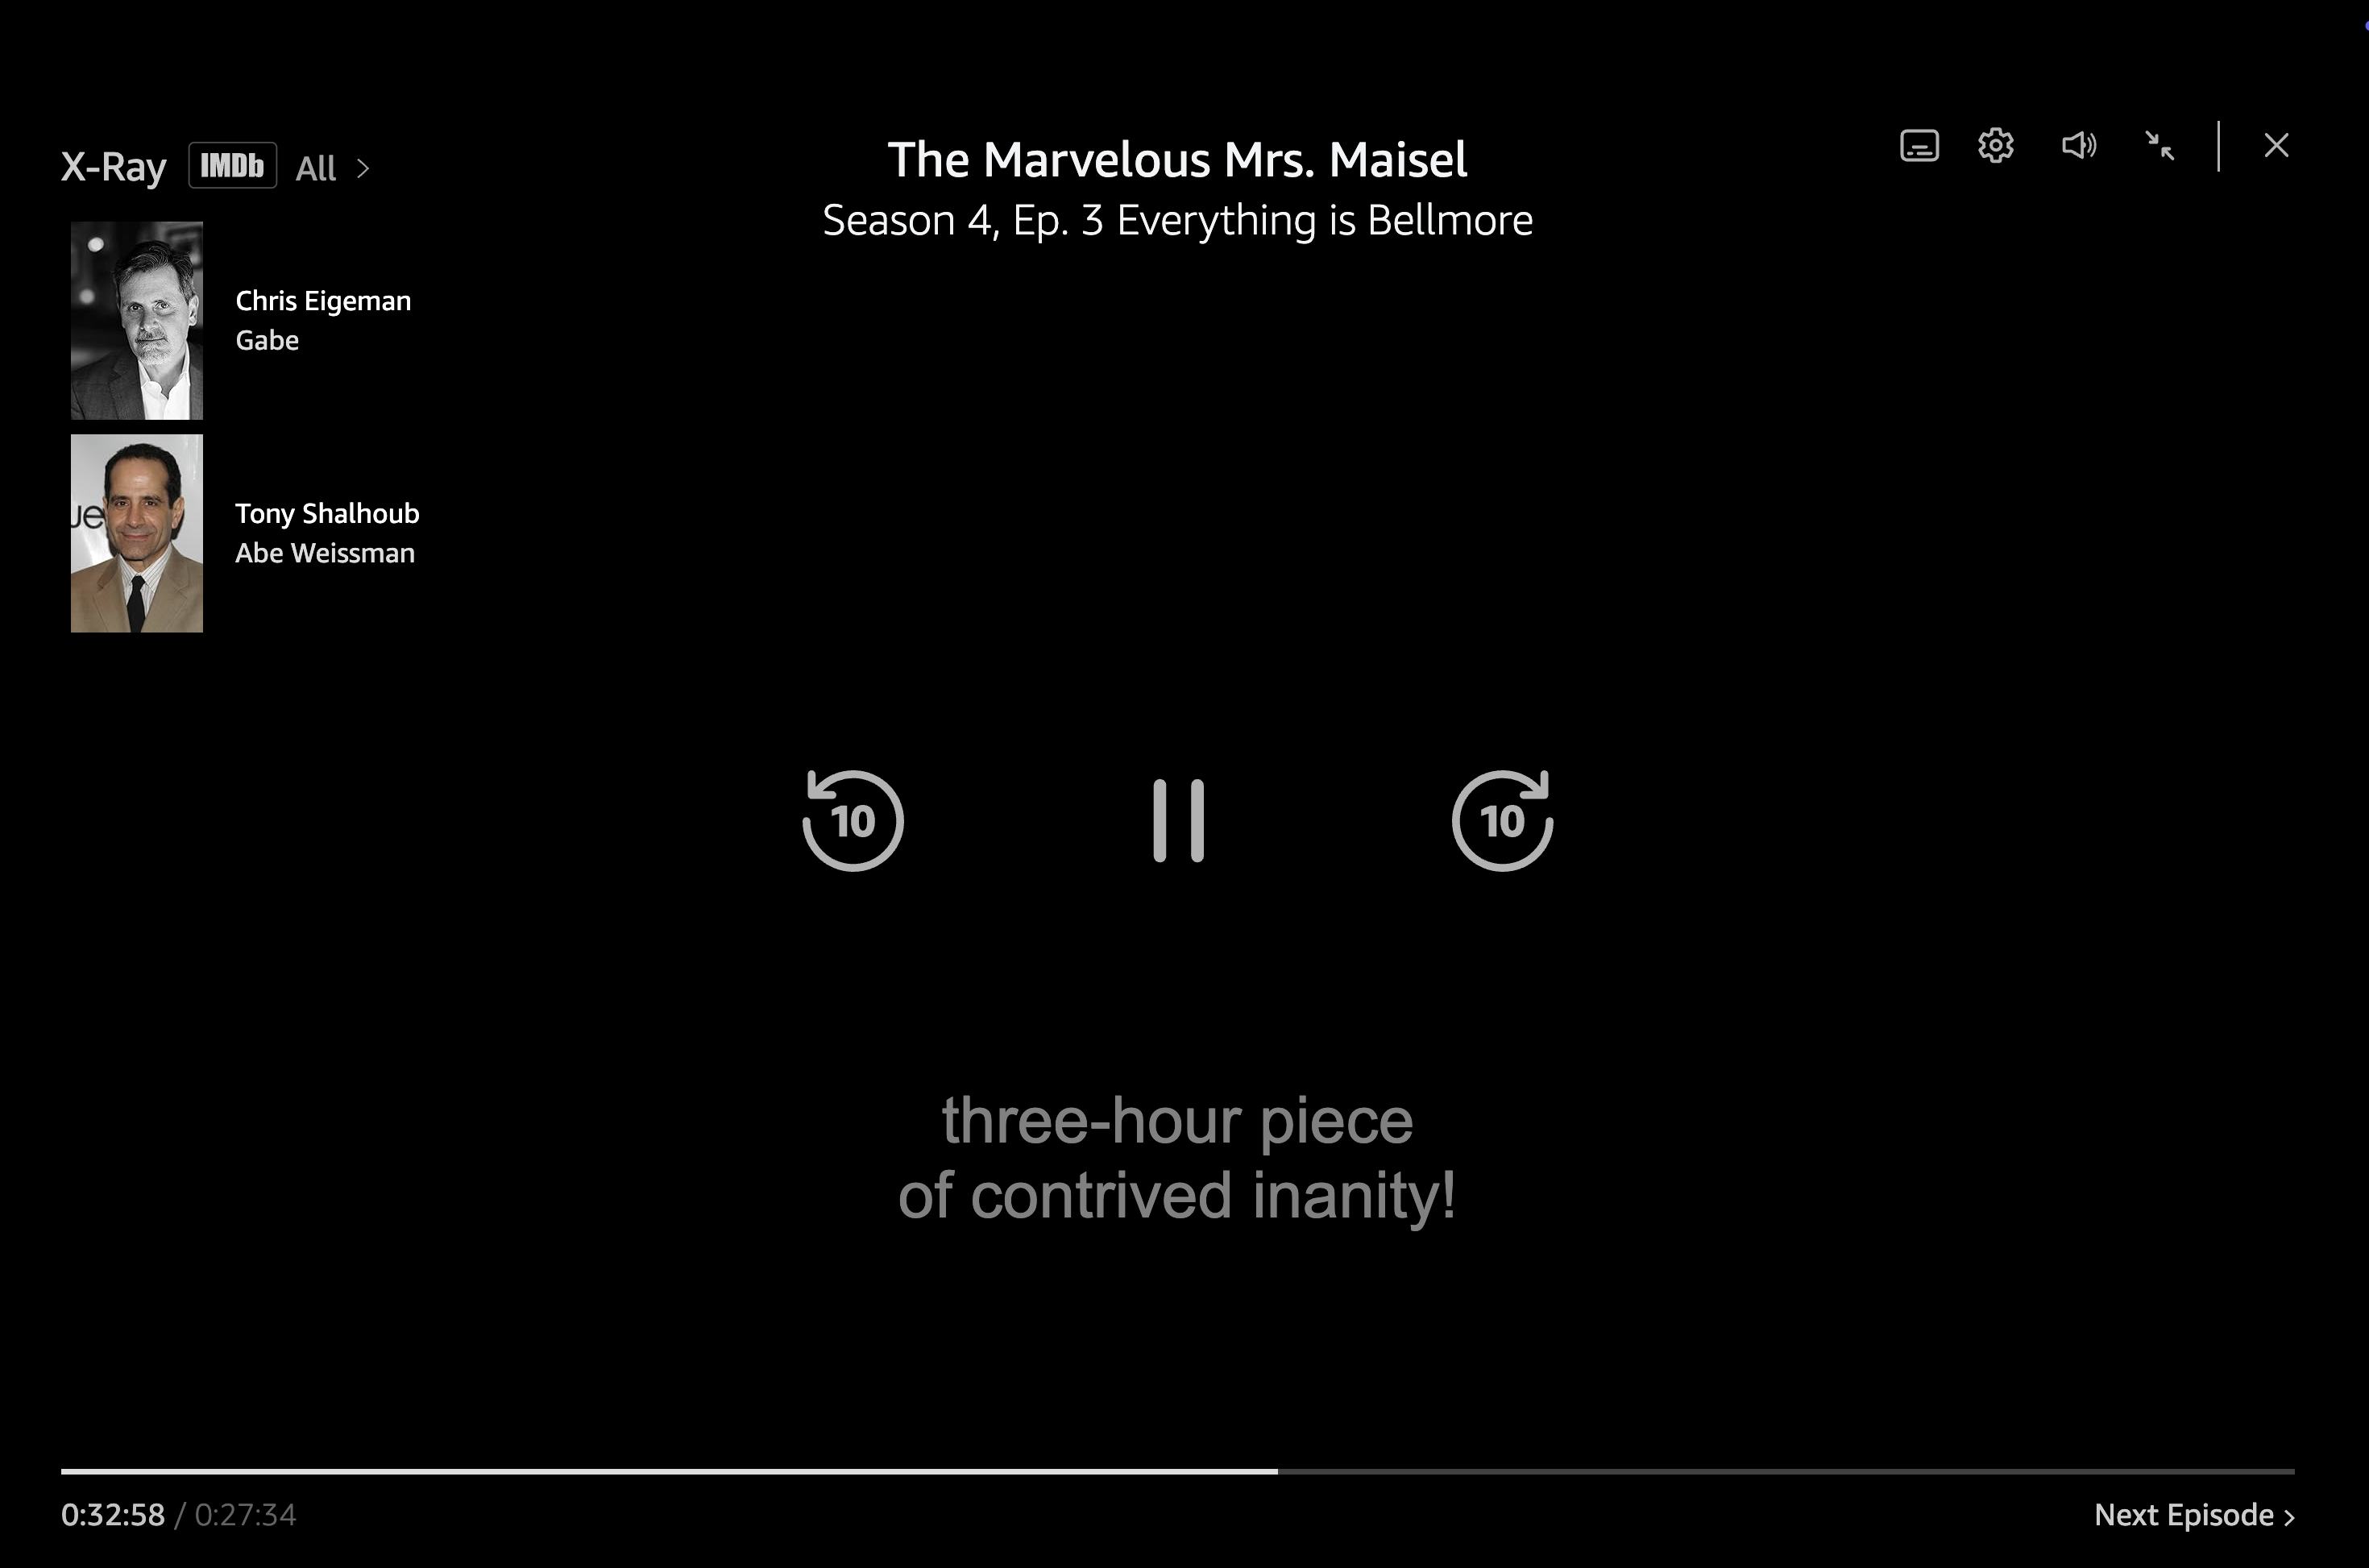 X-Ray IMDb All >
The Marvelous Mrs. Maisel
Season 4, Ep. 3 Everything is Bellmore
Chris Eigeman
Gabe
ue
Tony Shalhoub
Abe Weissman
10
10
three-hour piece
of contrived inanity!
0:32:58 / 0:27:34
Next Episode >